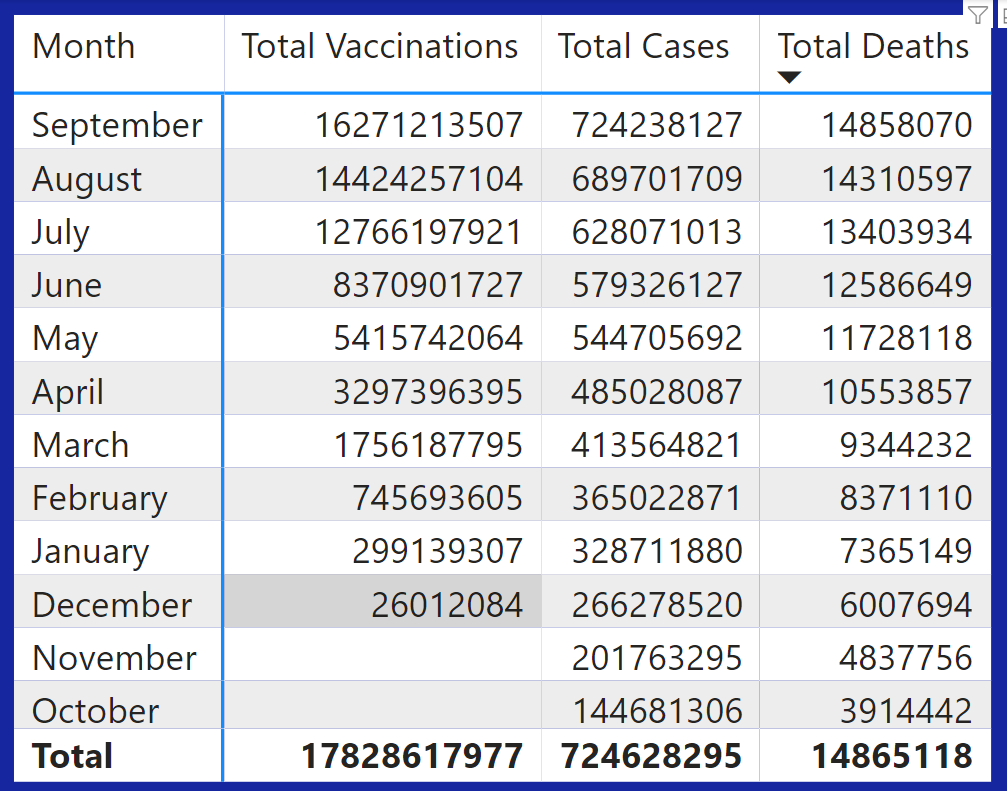 Month Total Vaccinations Total Cases Total Deaths
September 16271213507 724238127 14858070
August 14424257104 689701709 14310597
July 12766197921 628071013 13403934
June 8370901727 579326127 12586649
May 5415742064 544705692 11728118
April 3297396395 485028087 10553857
March 1756187795 413564821 9344232
February 745693605 365022871 8371110
January 299139307 328711880 7365149
December 26012084 266278520 6007694
November 201763295 4837756
October 144681306 3914442
Total 17828617977 724628295 14865118